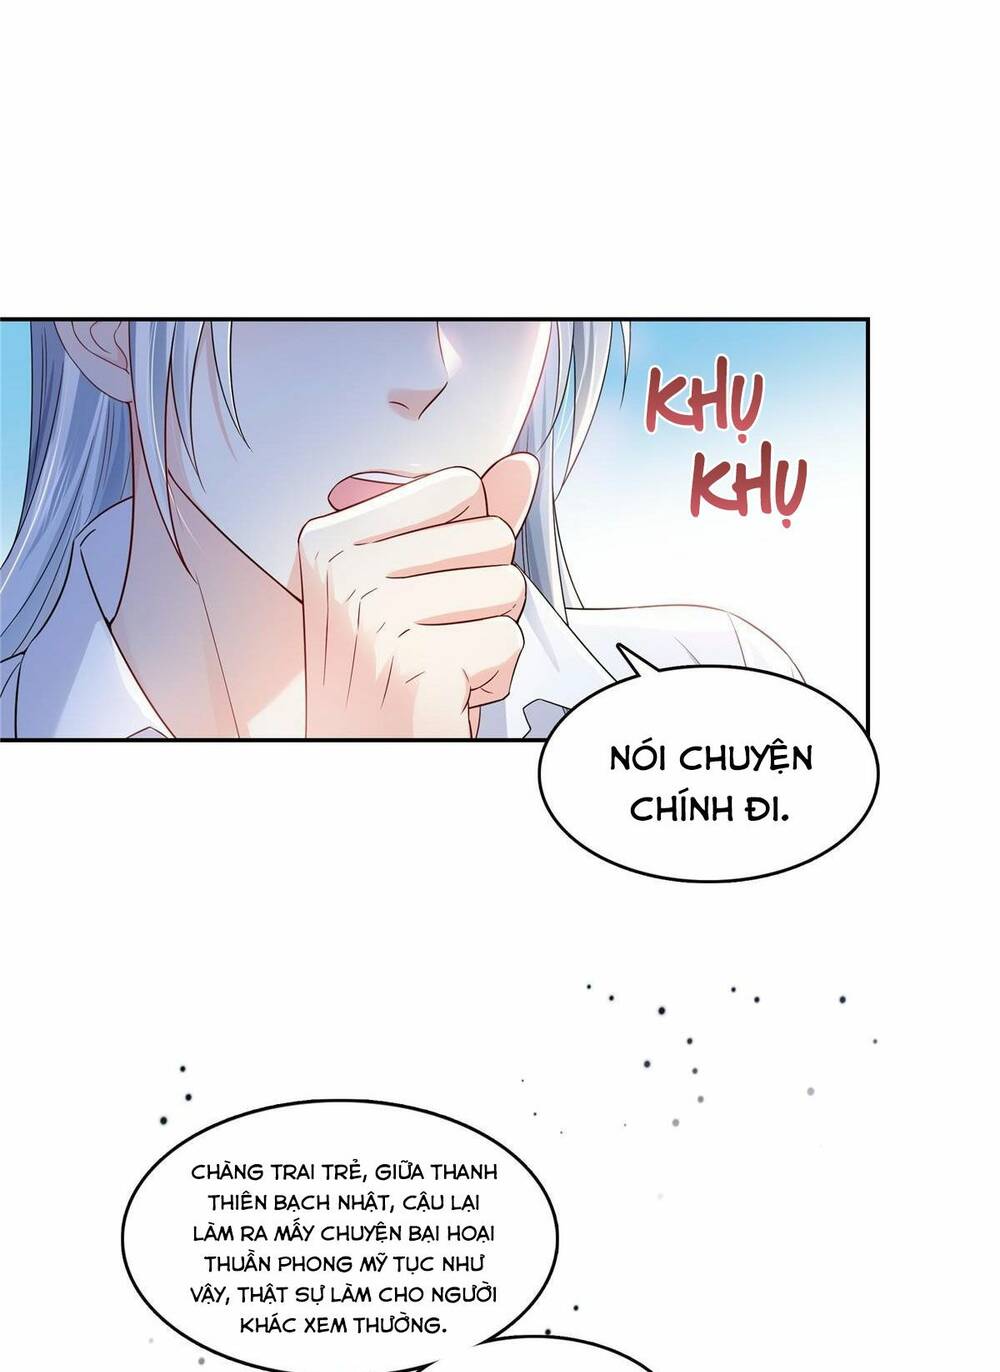 KHỤ
KHỤ
NÓI CHUYỆN
CHÍNH ĐI.
CHÀNG TRAI TRẺ, GIỮA THANH
THIÊN BẠCH NHẬT, CẬU LẠI
LÀM RA MẤY CHUYỆN BẠI HOẠI
THUẦN PHONG MỸ TỤC NHƯ
VẬY, THẬT SỰ LÀM CHO NGƯỜI
KHÁC XEM THƯỜNG.